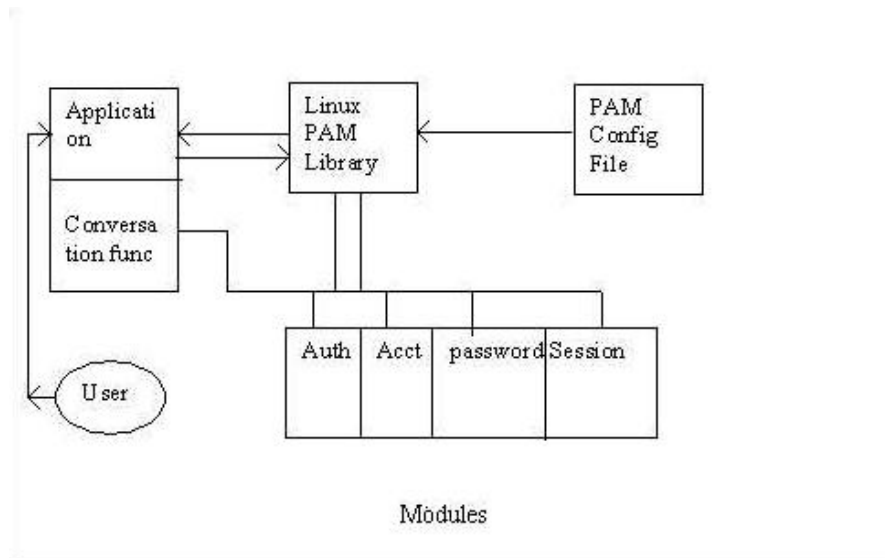 Applicati
on
Conversa
tion func
Linux
PAM
Library
PAM
Config
File
Auth
Acct
password
Session
User
Modules